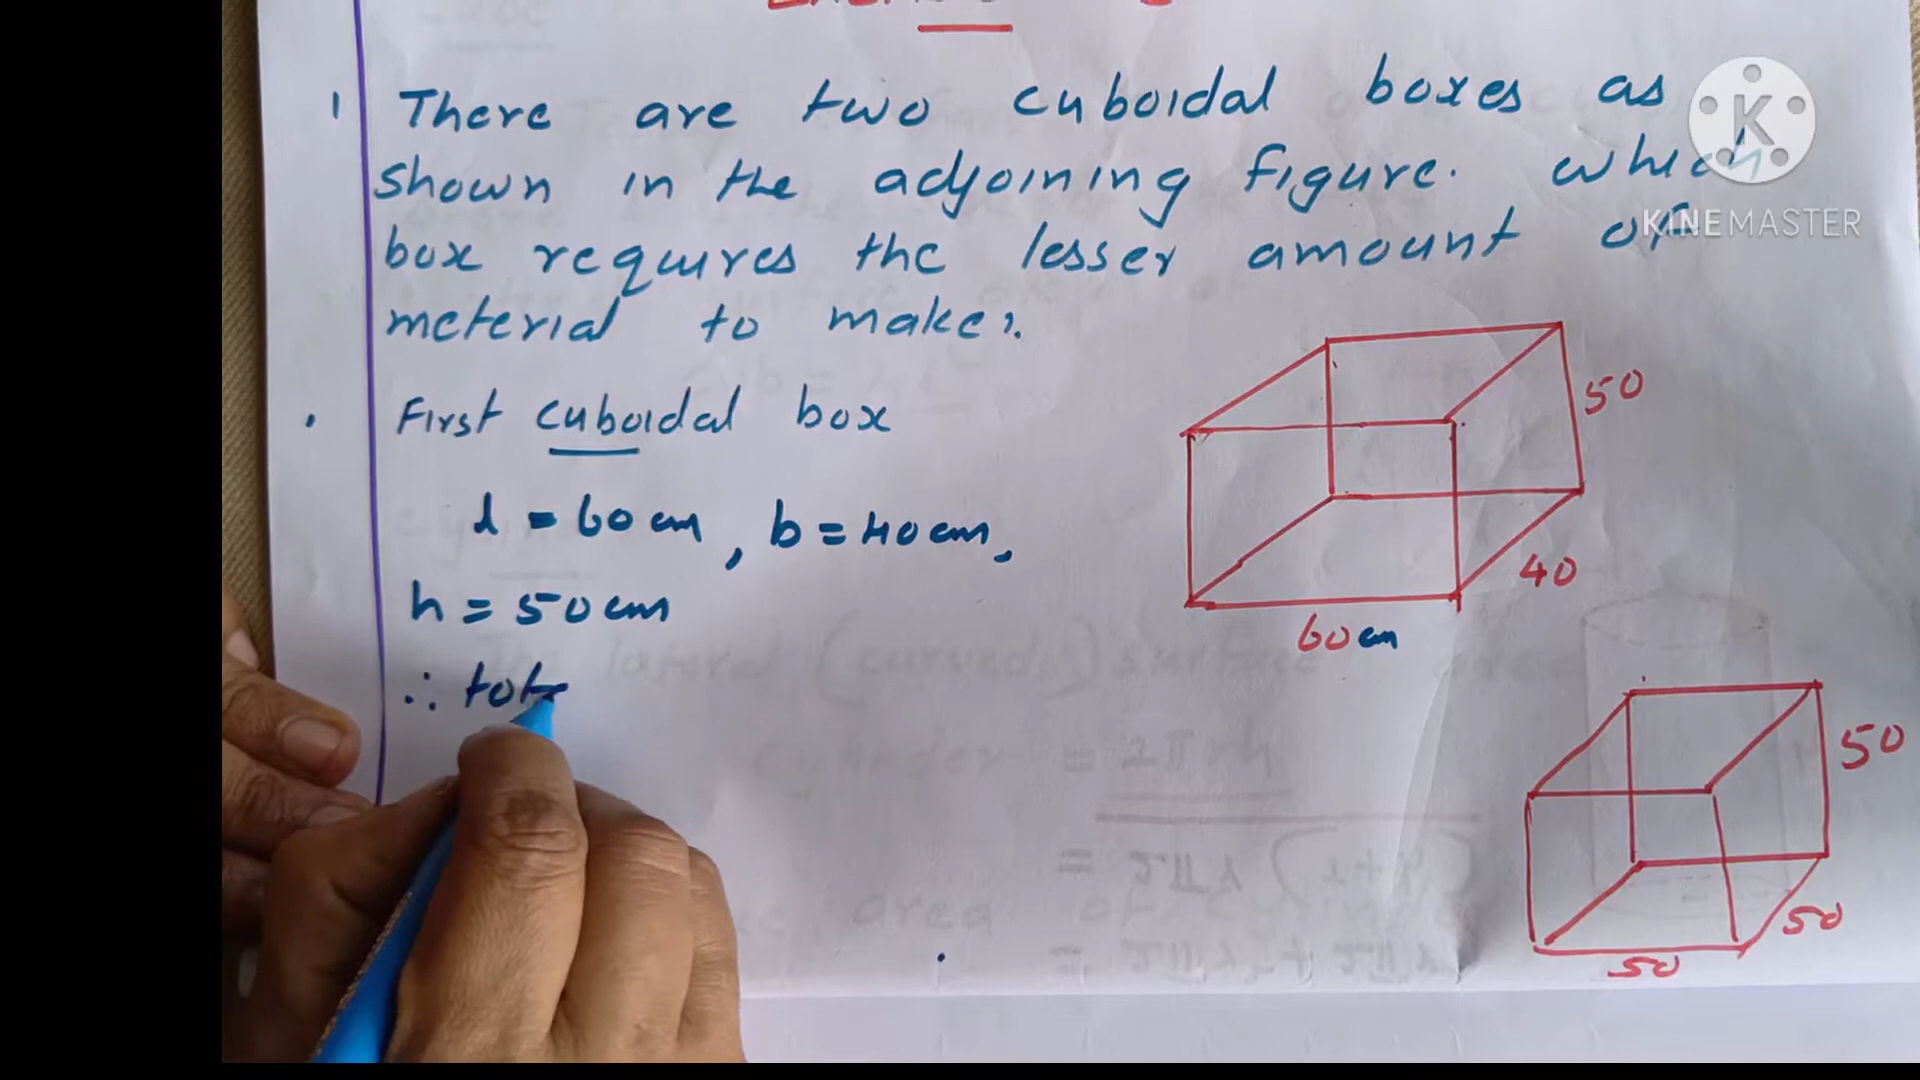 1 There are two cuboidal boxes as
shown in the adjoining figure. which
box requires the lesser amount of
meterial to make?.
First cuboidal box
l = 60 cm, b = 40 cm,
h = 50 cm
∴ tot
50
40
60 cm
50
50
50
K
KINEMASTER